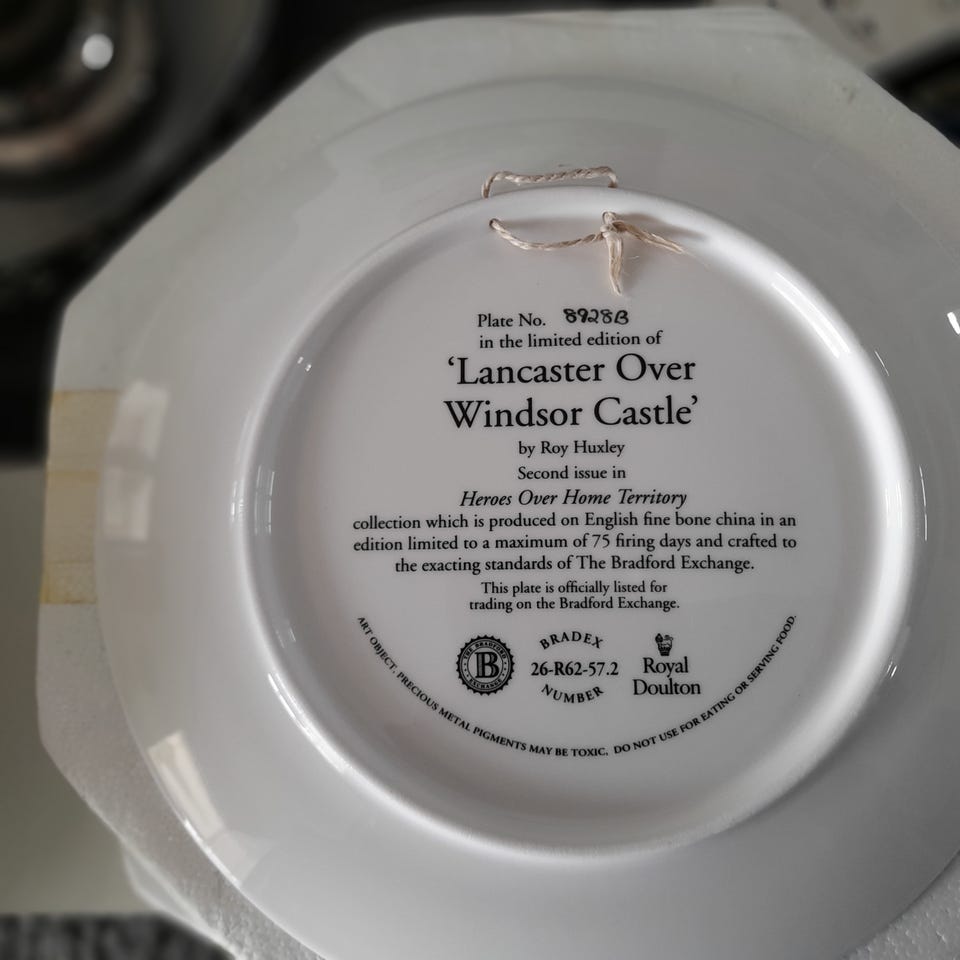 Plate No. 8928B
in the limited edition of
‘Lancaster Over
Windsor Castle’
by Roy Huxley
Second issue in
Heroes Over Home Territory
collection which is produced on English fine bone china in an
edition limited to a maximum of 75 firing days and crafted to
the exacting standards of The Bradford Exchange.
This plate is officially listed for
trading on the Bradford Exchange.
THE BRADFORD
B
EXCHANGE
BRADEX
26-R62-57.2
NUMBER
Royal
Doulton
ART OBJECT. PRECIOUS METAL PIGMENTS MAY BE TOXIC. DO NOT USE FOR EATING OR SERVING FOOD.